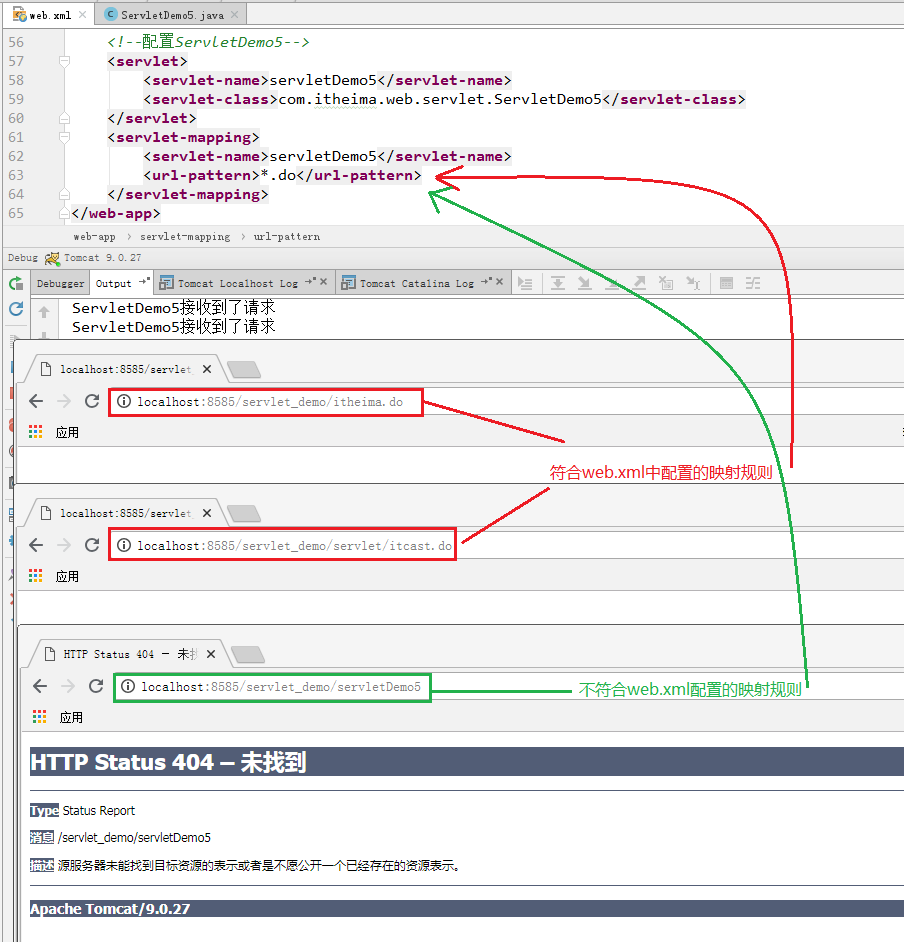 web.xml ServletDemo5.java
56 <!--配置ServletDemo5-->
57 <servlet>
58 <servlet-name>servletDemo5</servlet-name>
59 <servlet-class>com.itheima.web.servlet.ServletDemo5</servlet-class>
60 </servlet>
61 <servlet-mapping>
62 <servlet-name>servletDemo5</servlet-name>
63 <url-pattern>*.do</url-pattern>
64 </servlet-mapping>
65 </web-app>
web-app › servlet-mapping › url-pattern
Debug Tomcat 9.0.27
Debugger Output Tomcat Localhost Log Tomcat Catalina Log
ServletDemo5接收到了请求
ServletDemo5接收到了请求
localhost:8585/servlet
localhost:8585/servlet_demo/itheima.do
应用
符合web.xml中配置的映射规则
localhost:8585/servlet
localhost:8585/servlet_demo/servlet/itcast.do
应用
HTTP Status 404 – 未找
localhost:8585/servlet_demo/servletDemo5
不符合web.xml配置的映射规则
应用
HTTP Status 404 – 未找到
Type Status Report
消息 /servlet_demo/servletDemo5
描述 源服务器未能找到目标资源的表示或者是不愿公开一个已经存在的资源表示。
Apache Tomcat/9.0.27